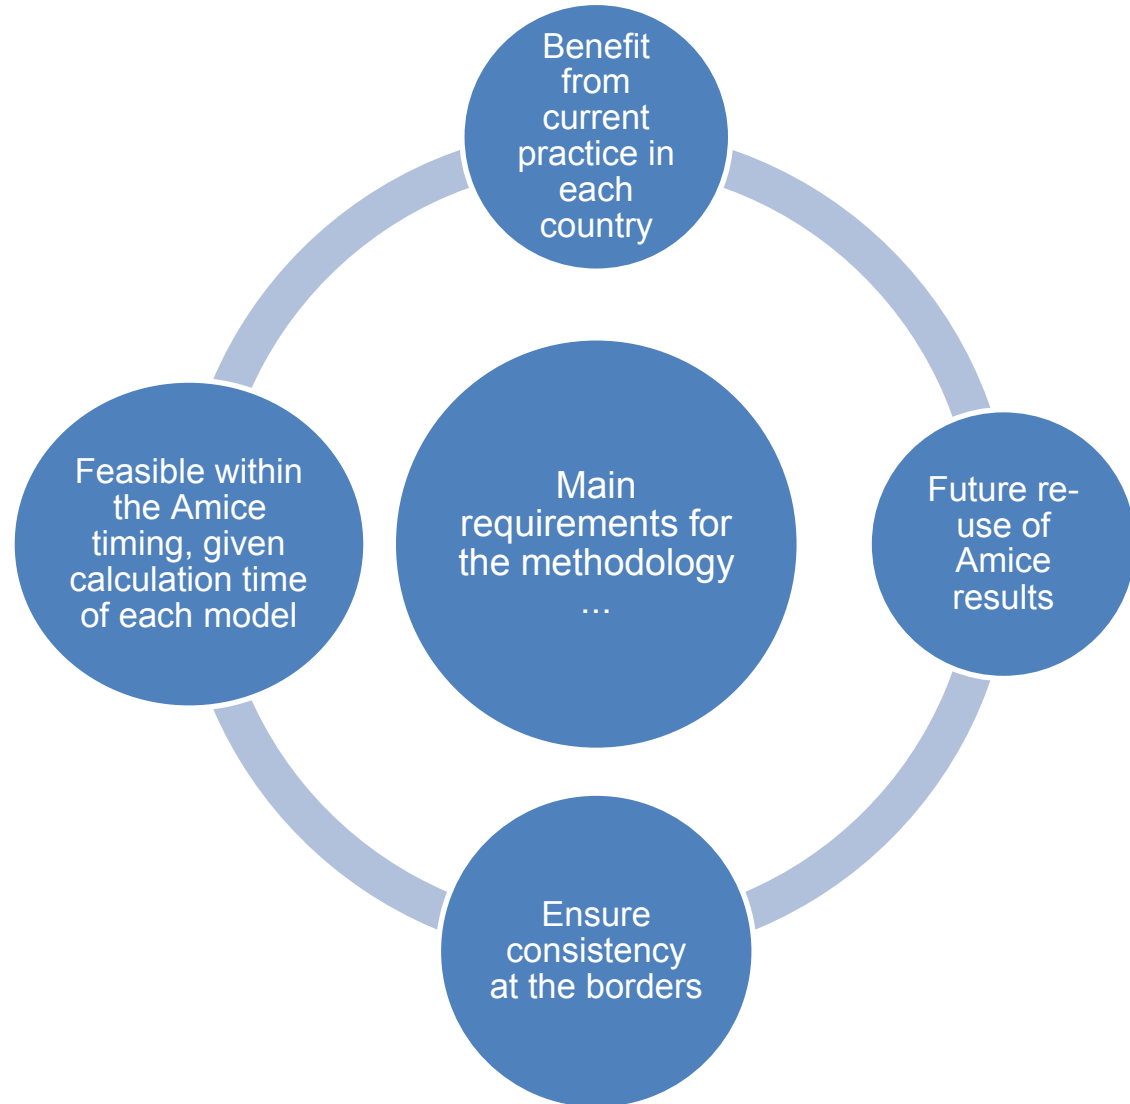 Benefit
from
current
practice in
each
country
Feasible within
the Amice
timing, given
calculation time
of each model
Main
requirements for
the methodology
...
Future re-
use of
Amice
results
Ensure
consistency
at the borders